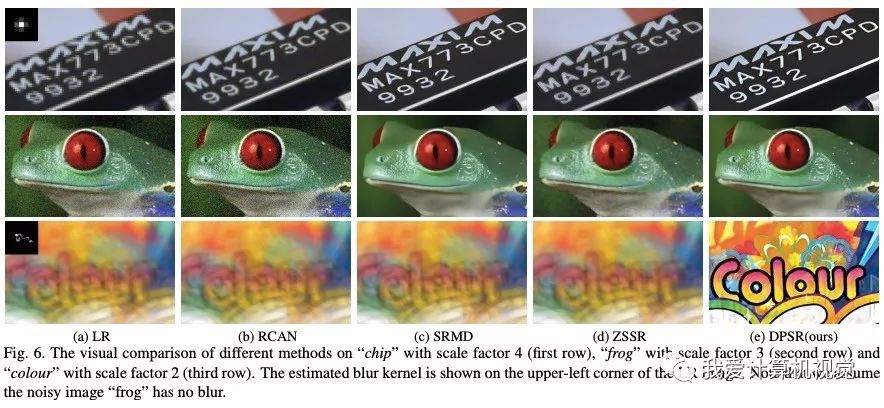 MAXIM MAXIM MAXIM MAXIM MAXIM
MAX773CPD MAX773CPD MAX773CPD MAX773CPD MAX773CPD
9932 9932 9932 9932 9932
Colour Colour Colour Colour Colour
(a) LR (b) RCAN (c) SRMD (d) ZSSR (e) DPSR(ours)
Fig. 6. The visual comparison of different methods on “chip” with scale factor 4 (first row), “frog” with scale factor 3 (second row) and
“colour” with scale factor 2 (third row). The estimated blur kernel is shown on the upper-left corner of the
我爱计算机视觉
the noisy image “frog” has no blur.